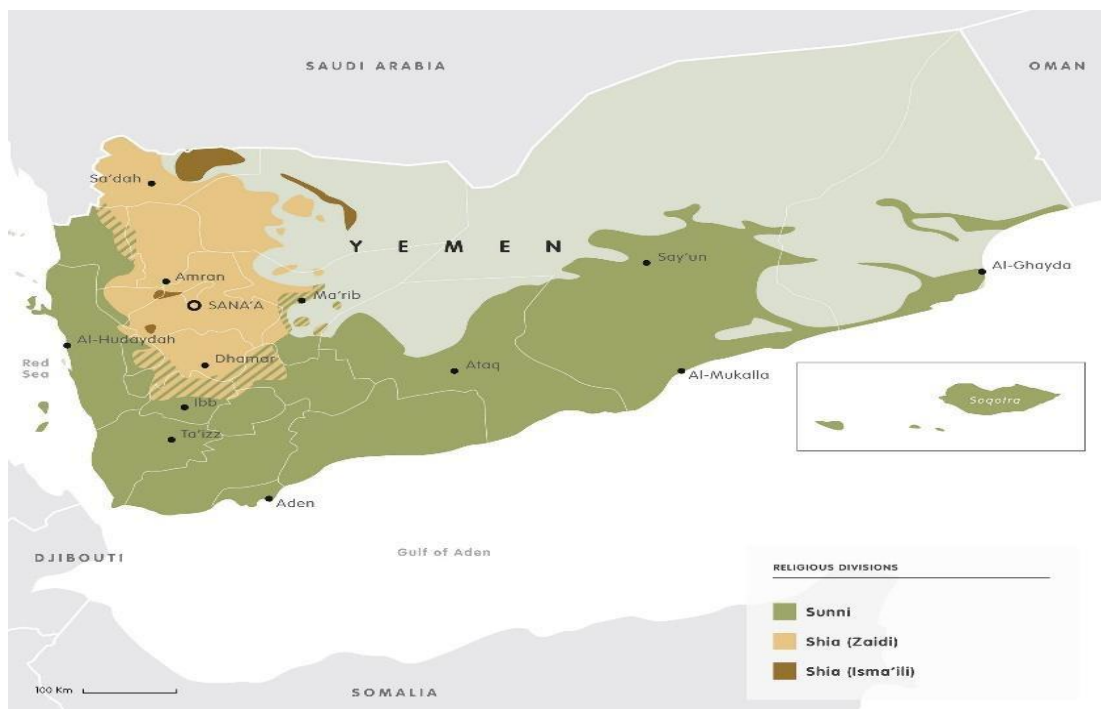 SAUDI ARABIA
OMAN
Sa'dah
YEMEN
Say'un
Al-Ghayda
Amran
Ma'rib
SANA'A
Al-Hudaydah
Red
Sea
Dhamar
Ataq
Al-Mukalla
Ibb
Soqotra
Ta'izz
Aden
DJIBOUTI
Gulf of Aden
RELIGIOUS DIVISIONS
Sunni
Shia (Zaidi)
Shia (Isma'ili)
100 Km
SOMALIA